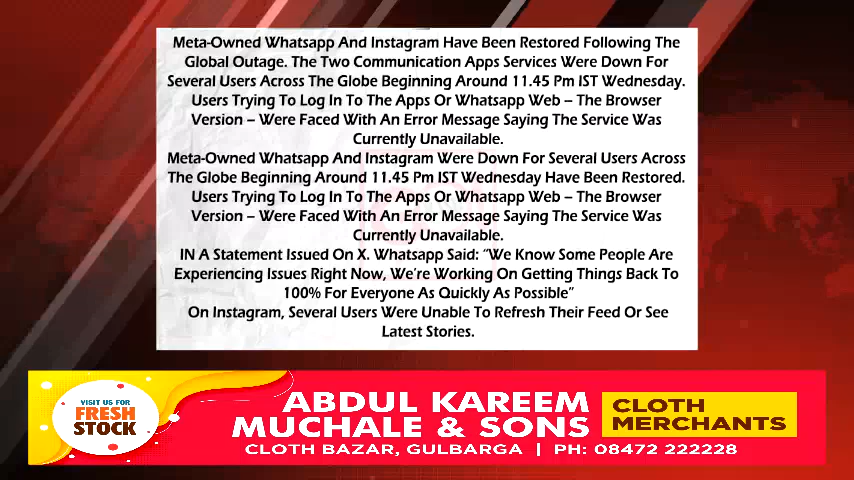 Meta-Owned Whatsapp And Instagram Have Been Restored Following The
Global Outage. The Two Communication Apps Services Were Down For
Several Users Across The Globe Beginning Around 11.45 Pm IST Wednesday.
Users Trying To Log In To The Apps Or Whatsapp Web – The Browser
Version – Were Faced With An Error Message Saying The Service Was
Currently Unavailable.
Meta-Owned Whatsapp And Instagram Were Down For Several Users Across
The Globe Beginning Around 11.45 Pm IST Wednesday Have Been Restored.
Users Trying To Log In To The Apps Or Whatsapp Web – The Browser
Version – Were Faced With An Error Message Saying The Service Was
Currently Unavailable.
IN A Statement Issued On X. Whatsapp Said: “We Know Some People Are
Experiencing Issues Right Now, We’re Working On Getting Things Back To
100% For Everyone As Quickly As Possible”
On Instagram, Several Users Were Unable To Refresh Their Feed Or See
Latest Stories.
VISIT US FOR
FRESH
STOCK
ABDUL KAREEM
MUCHALE & SONS
CLOTH
MERCHANTS
CLOTH BAZAR, GULBARGA | PH: 08472 222228